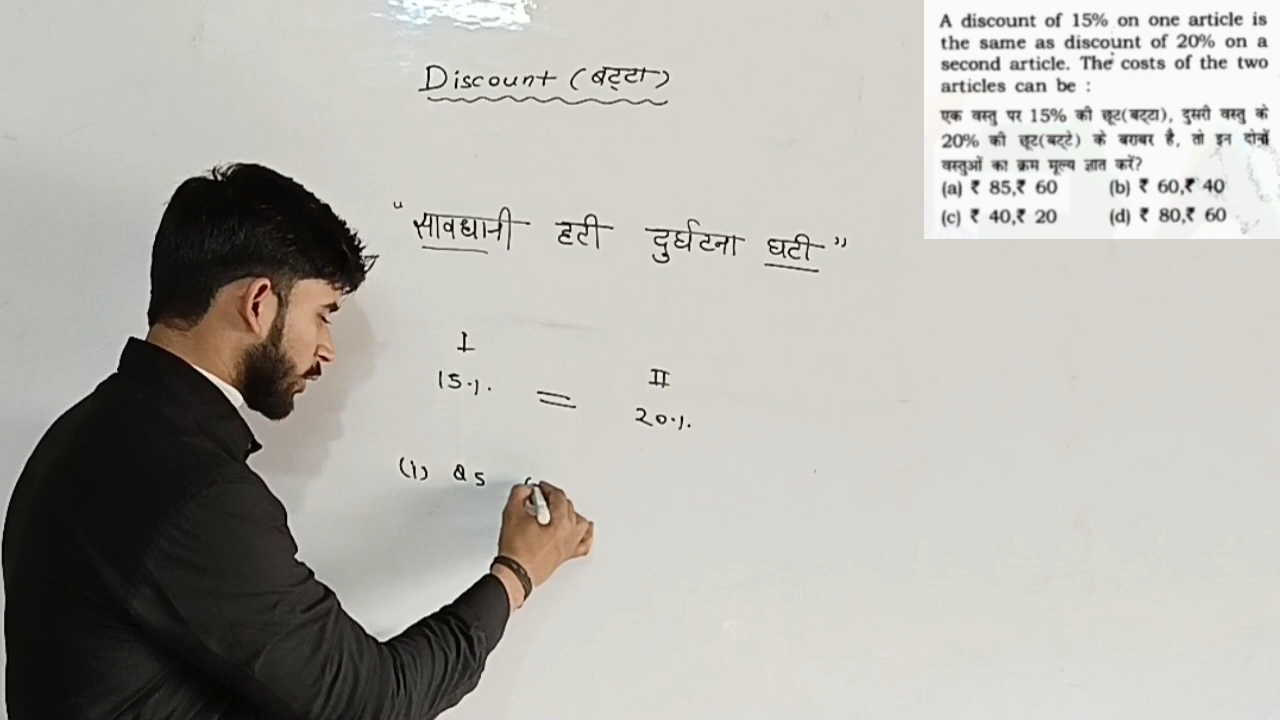 Discount (बट्टा)
"सावधानी हटी दुर्घटना घटी"
I
15%.
=
II
20%.
(i) 85
A discount of 15% on one article is
the same as discount of 20% on a
second article. The costs of the two
articles can be :
एक वस्तु पर 15% की छूट(बट्टा), दुसरी वस्तु के
20% की छूट(बट्टे) के बराबर है, तो इन दोनों
वस्तुओं का क्रम मूल्य ज्ञात करें?
(a) ₹ 85,₹ 60 (b) ₹ 60,₹ 40
(c) ₹ 40,₹ 20 (d) ₹ 80,₹ 60